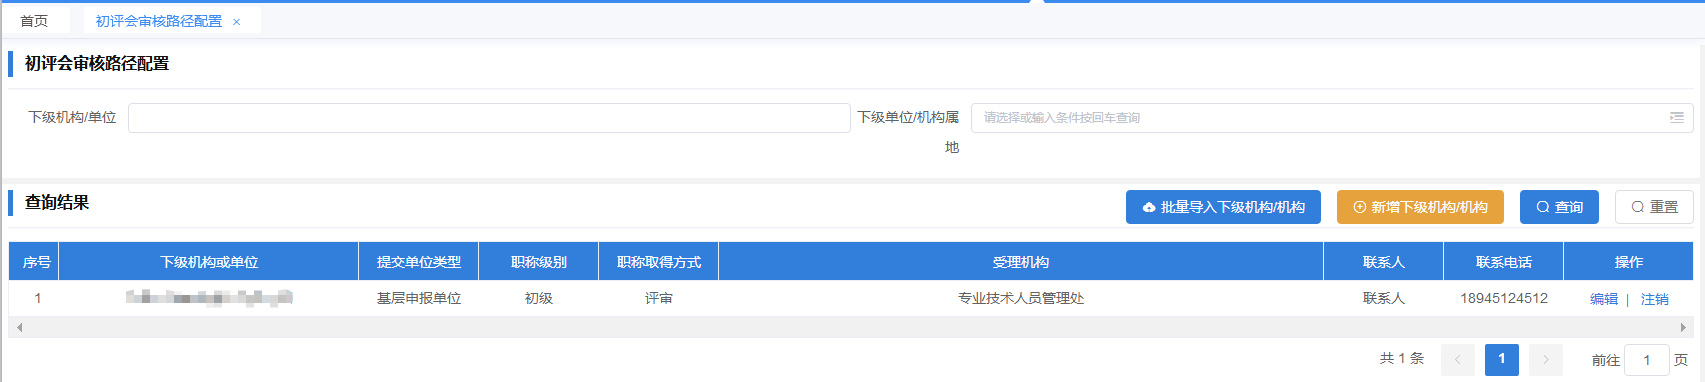 首页 初评会审核路径配置 ×
初评会审核路径配置
下级机构/单位 下级单位/机构属地 请选择或输入条件按回车查询
查询结果 批量导入下级机构/机构 新增下级机构/机构 查询 重置
序号 下级机构或单位 提交单位类型 职称级别 职称取得方式 受理机构 联系人 联系电话 操作
1 基层申报单位 初级 评审 专业技术人员管理处 联系人 18945124512 编辑 | 注销
共 1 条 < 1 > 前往 1 页